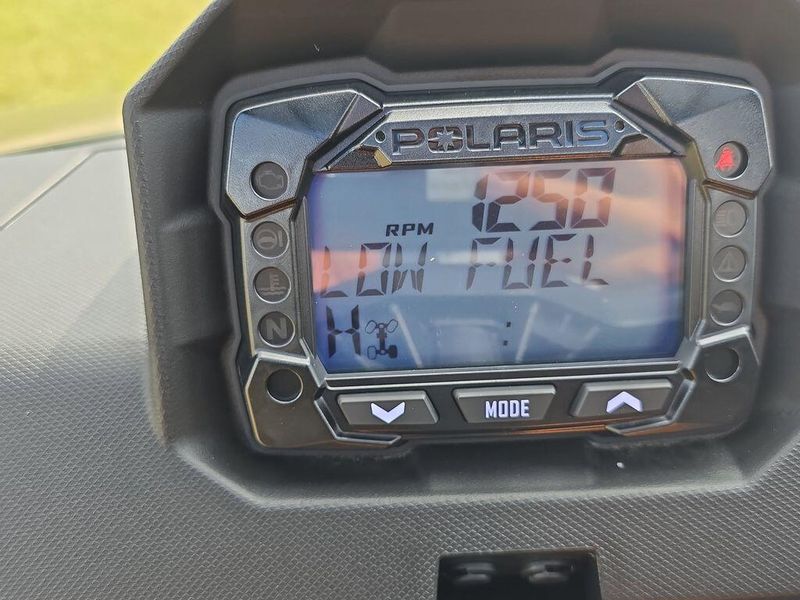 POLARIS
1250
RPM
LOW FUEL
H :
N
MODE